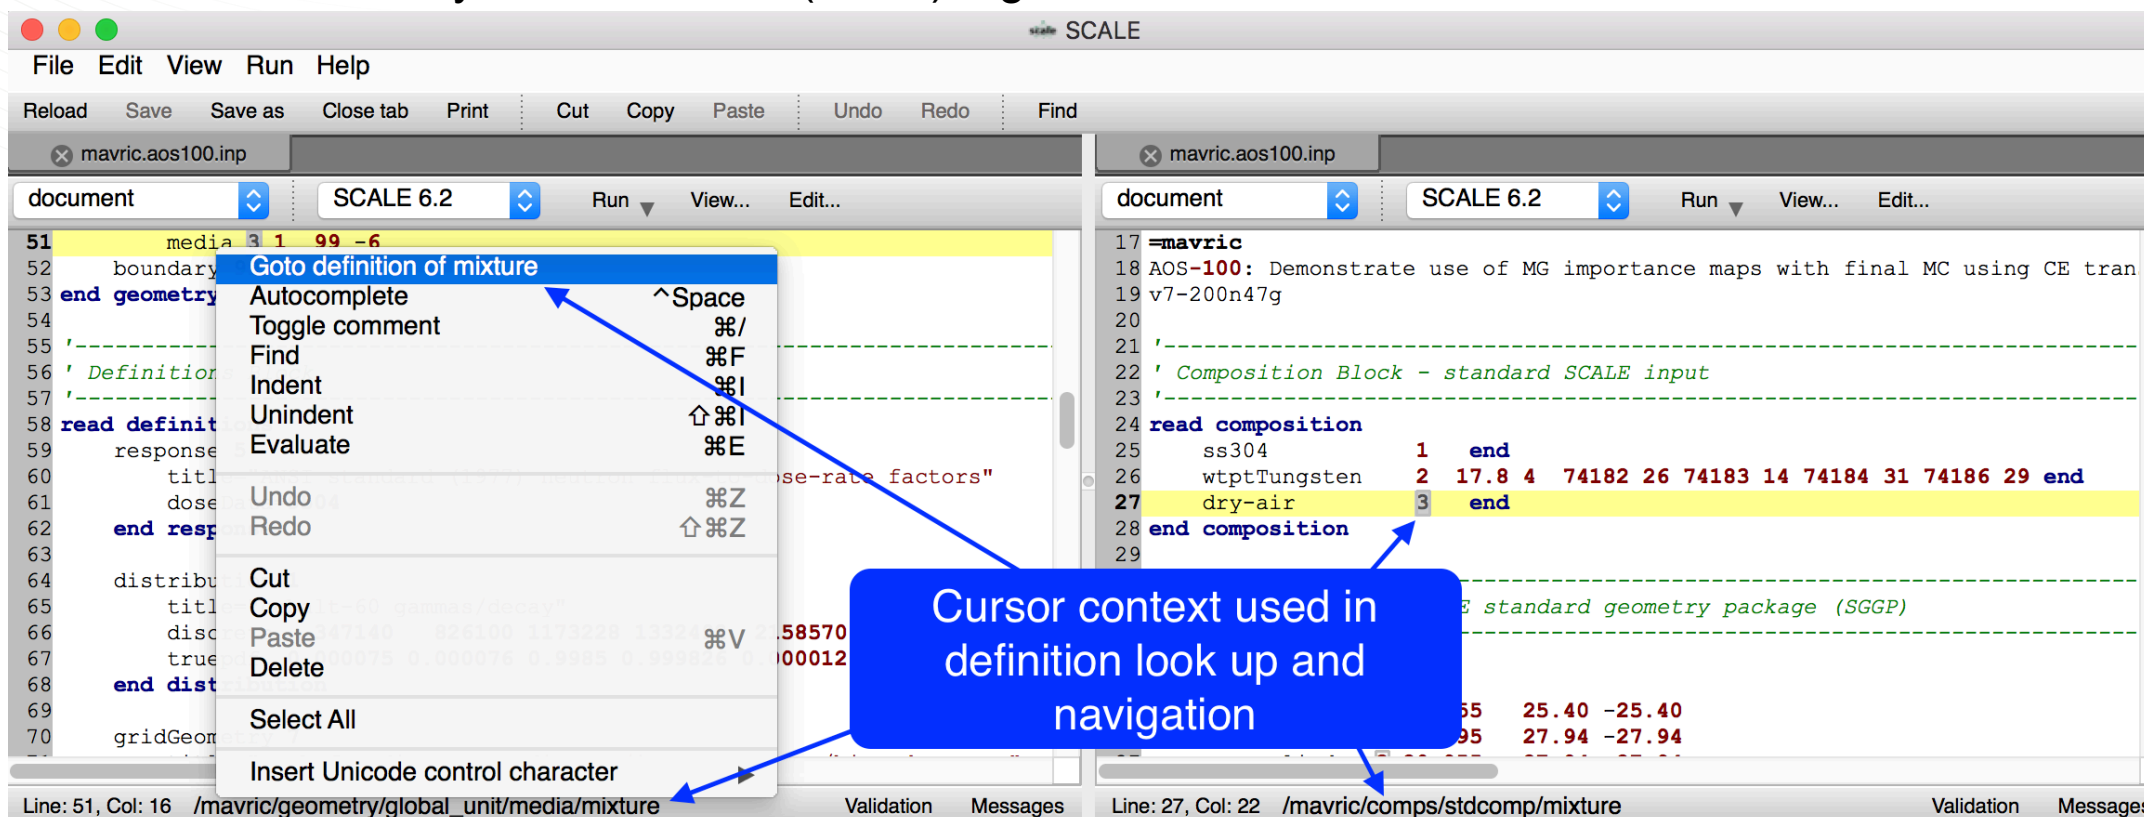 SCALE
File Edit View Run Help
Reload Save Save as Close tab Print Cut Copy Paste Undo Redo Find
mavric.aos100.inp
document SCALE 6.2 Run View... Edit...
51 media 3 1 99 -6
52 boundary
53 end geometry
54
55 '----------
56 ' Definition
57 '----------
58 read definit
59 response
60 titl se-rate factors"
61 dose
62 end resp
63
64 distribu
65 titl
66 disc 58570
67 true 000012
68 end dist
69
70 gridGeom
Goto definition of mixture
Autocomplete ^Space
Toggle comment ⌘/
Find ⌘F
Indent ⌘I
Unindent ⇧⌘I
Evaluate ⌘E
Undo ⌘Z
Redo ⇧⌘Z
Cut
Copy
Paste ⌘V
Delete
Select All
Insert Unicode control character
Line: 51, Col: 16 /mavric/geometry/global_unit/media/mixture Validation Messages
mavric.aos100.inp
document SCALE 6.2 Run View... Edit...
17 =mavric
18 AOS-100: Demonstrate use of MG importance maps with final MC using CE tran
19 v7-200n47g
20
21 '----------
22 ' Composition Block - standard SCALE input
23 '----------
24 read composition
25 ss304 1 end
26 wtptTungsten 2 17.8 4 74182 26 74183 14 74184 31 74186 29 end
27 dry-air 3 end
28 end composition
29
E standard geometry package (SGGP)
55 25.40 -25.40
95 27.94 -27.94
Cursor context used in
definition look up and
navigation
Line: 27, Col: 22 /mavric/comps/stdcomp/mixture Validation Messages